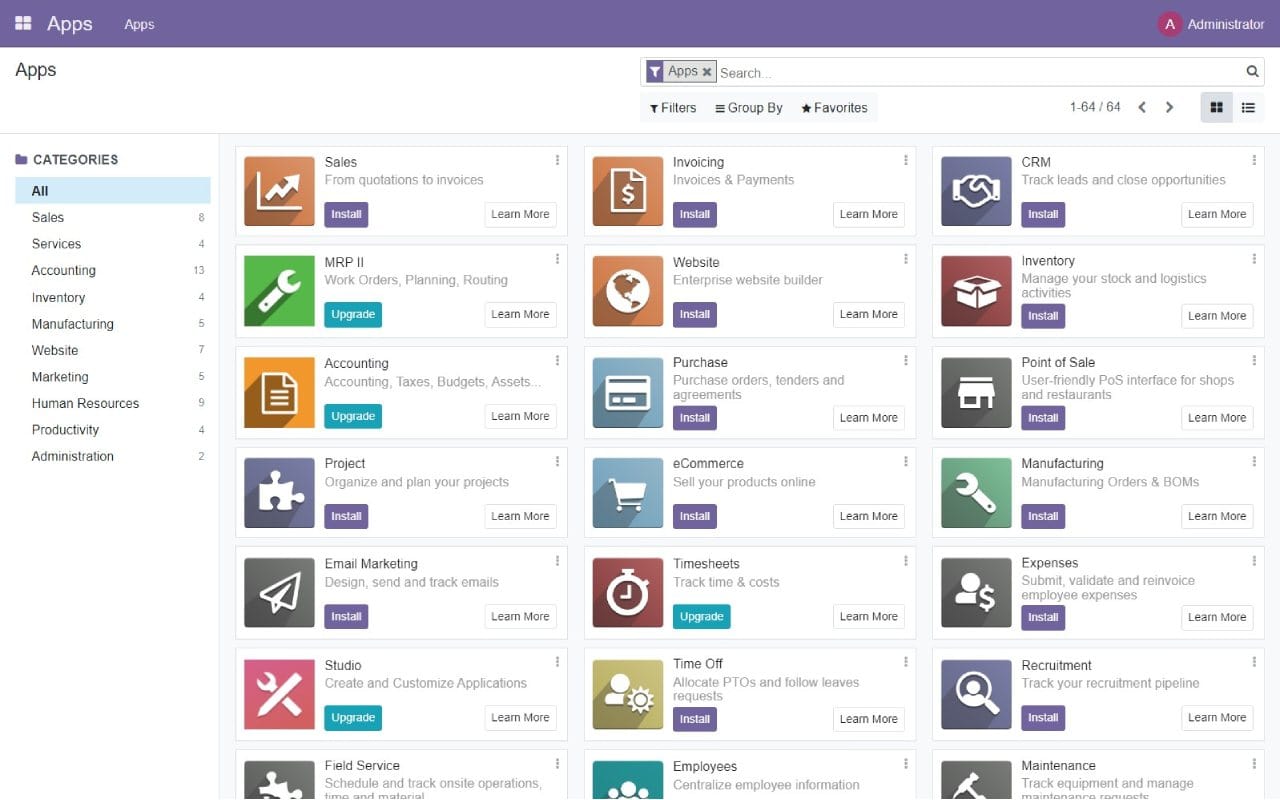 Apps
Apps
A Administrator
Apps
Apps Search...
Filters Group By Favorites
1-64 / 64
CATEGORIES
All
Sales 8
Services 4
Accounting 13
Inventory 4
Manufacturing 5
Website 7
Marketing 5
Human Resources 9
Productivity 4
Administration 2
Sales
From quotations to invoices
Install Learn More
Invoicing
Invoices & Payments
Install Learn More
CRM
Track leads and close opportunities
Install Learn More
MRP II
Work Orders, Planning, Routing
Upgrade Learn More
Website
Enterprise website builder
Install Learn More
Inventory
Manage your stock and logistics
activities
Install Learn More
Accounting
Accounting, Taxes, Budgets, Assets...
Upgrade Learn More
Purchase
Purchase orders, tenders and
agreements
Install Learn More
Point of Sale
User-friendly PoS interface for shops
and restaurants
Install Learn More
Project
Organize and plan your projects
Install Learn More
eCommerce
Sell your products online
Install Learn More
Manufacturing
Manufacturing Orders & BOMs
Install Learn More
Email Marketing
Design, send and track emails
Install Learn More
Timesheets
Track time & costs
Upgrade Learn More
Expenses
Submit, validate and reinvoice
employee expenses
Install Learn More
Studio
Create and Customize Applications
Upgrade Learn More
Time Off
Allocate PTOs and follow leaves
requests
Install Learn More
Recruitment
Track your recruitment pipeline
Install Learn More
Field Service
Schedule and track onsite operations,
time and material
Employees
Centralize employee information
Maintenance
Track equipment and manage
maintenance requests